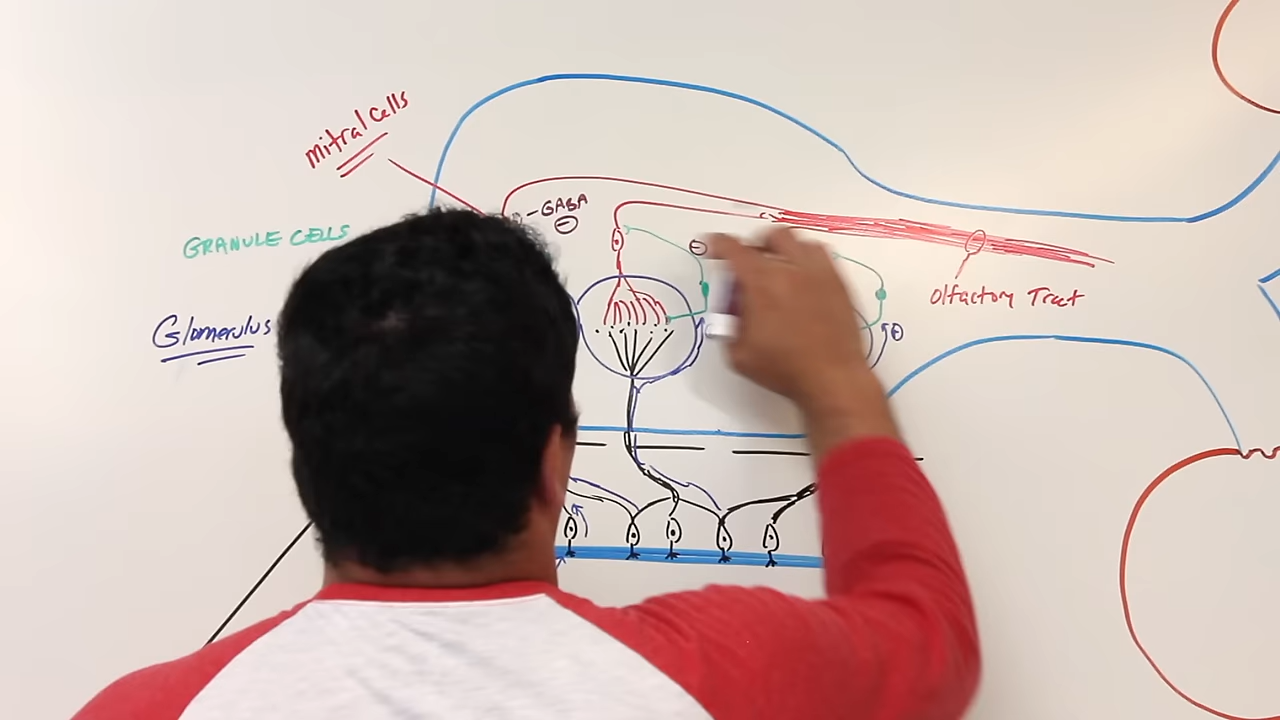 mitral cells
-GABA
GRANULE CELLS
Glomerulus
Olfactory Tract